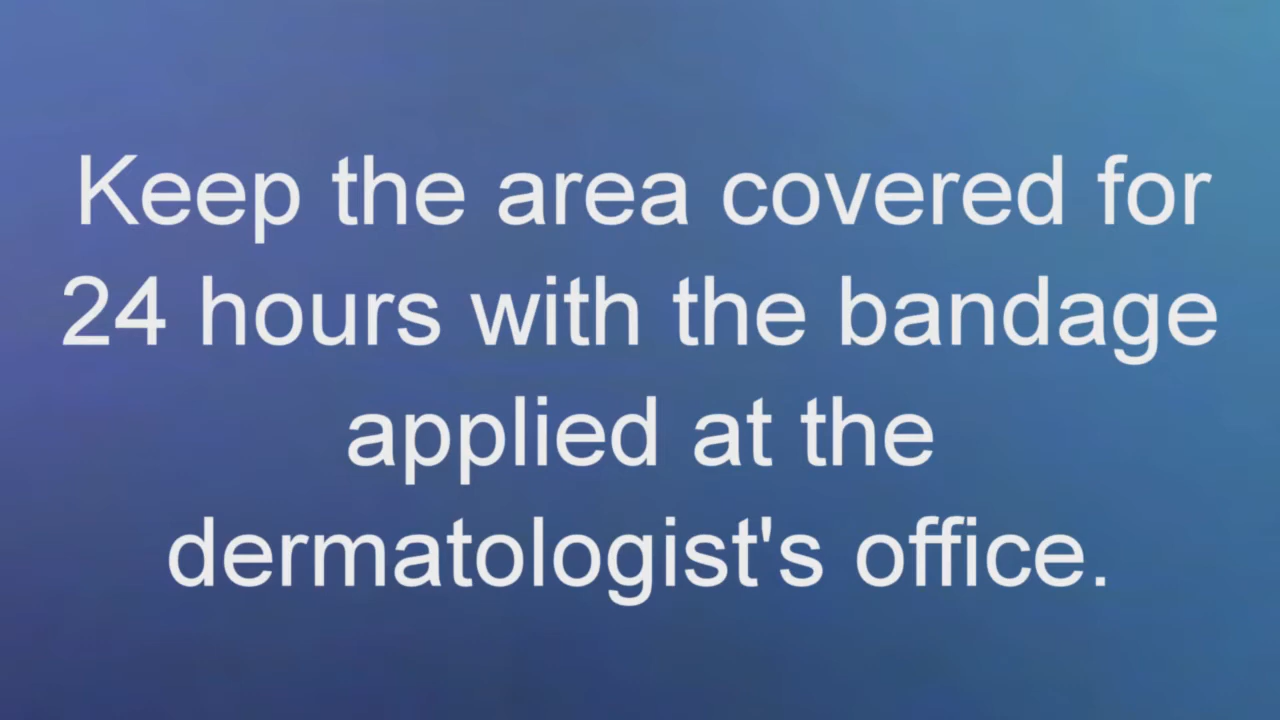 Keep the area covered for
24 hours with the bandage
applied at the
dermatologist's office.